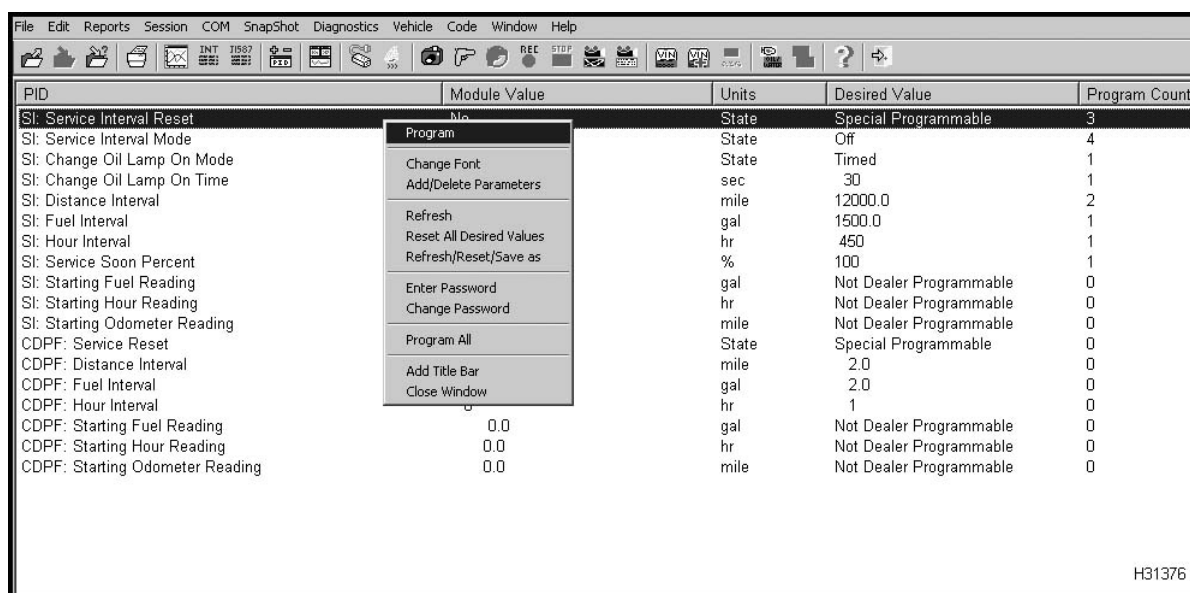 File Edit Reports Session COM SnapShot Diagnostics Vehicle Code Window Help
INT J1587 PID REC STOP VIN VIN
PID Module Value Units Desired Value Program Count
SI: Service Interval Reset No State Special Programmable 3
SI: Service Interval Mode State Off 4
SI: Change Oil Lamp On Mode State Timed 1
SI: Change Oil Lamp On Time sec 30 1
SI: Distance Interval mile 12000.0 2
SI: Fuel Interval gal 1500.0 1
SI: Hour Interval hr 450 1
SI: Service Soon Percent % 100 1
SI: Starting Fuel Reading gal Not Dealer Programmable 0
SI: Starting Hour Reading hr Not Dealer Programmable 0
SI: Starting Odometer Reading mile Not Dealer Programmable 0
CDPF: Service Reset State Special Programmable 0
CDPF: Distance Interval mile 2.0 0
CDPF: Fuel Interval gal 2.0 0
CDPF: Hour Interval hr 1 0
CDPF: Starting Fuel Reading 0.0 gal Not Dealer Programmable 0
CDPF: Starting Hour Reading 0.0 hr Not Dealer Programmable 0
CDPF: Starting Odometer Reading 0.0 mile Not Dealer Programmable 0
Program
Change Font
Add/Delete Parameters
Refresh
Reset All Desired Values
Refresh/Reset/Save as
Enter Password
Change Password
Program All
Add Title Bar
Close Window
H31376